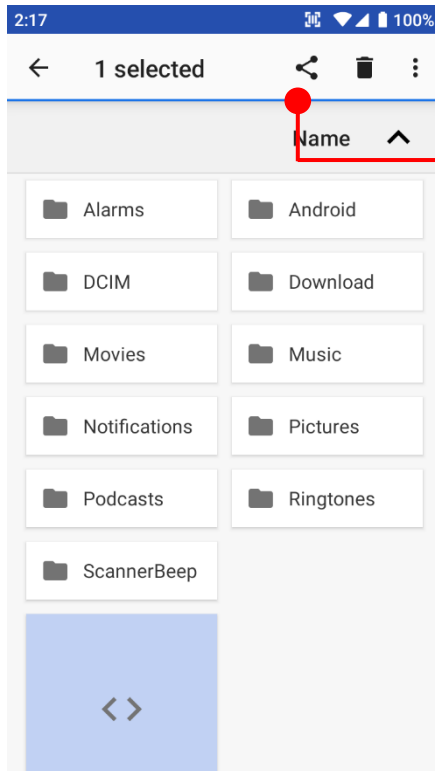 2:17 100%
1 selected
Name
Alarms Android
DCIM Download
Movies Music
Notifications Pictures
Podcasts Ringtones
ScannerBeep